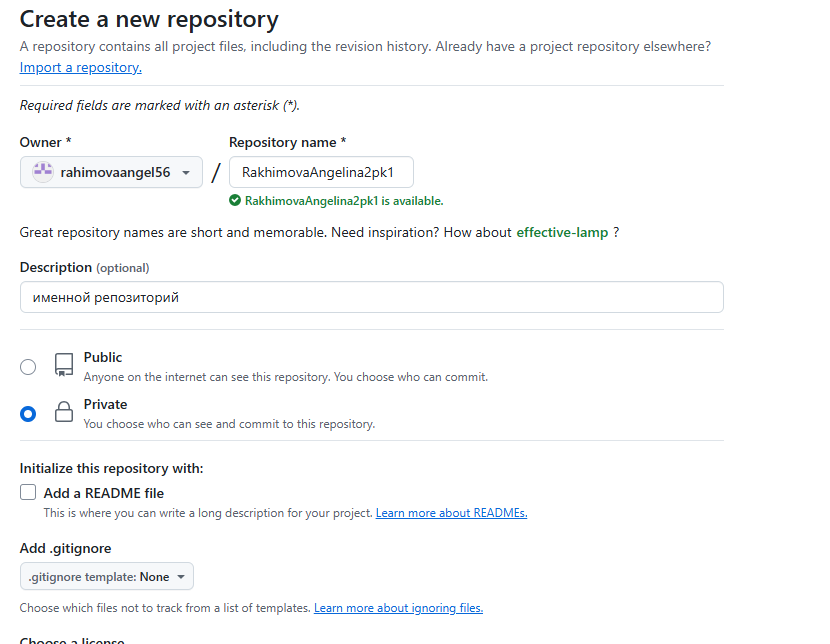 Create a new repository
A repository contains all project files, including the revision history. Already have a project repository elsewhere?
Import a repository.
Required fields are marked with an asterisk (*).
Owner * Repository name *
rahimovaangel56 / RakhimovaAngelina2pk1
RakhimovaAngelina2pk1 is available.
Great repository names are short and memorable. Need inspiration? How about effective-lamp ?
Description (optional)
именной репозиторий
Public
Anyone on the internet can see this repository. You choose who can commit.
Private
You choose who can see and commit to this repository.
Initialize this repository with:
Add a README file
This is where you can write a long description for your project. Learn more about READMEs.
Add .gitignore
.gitignore template: None
Choose which files not to track from a list of templates. Learn more about ignoring files.
Choose a license